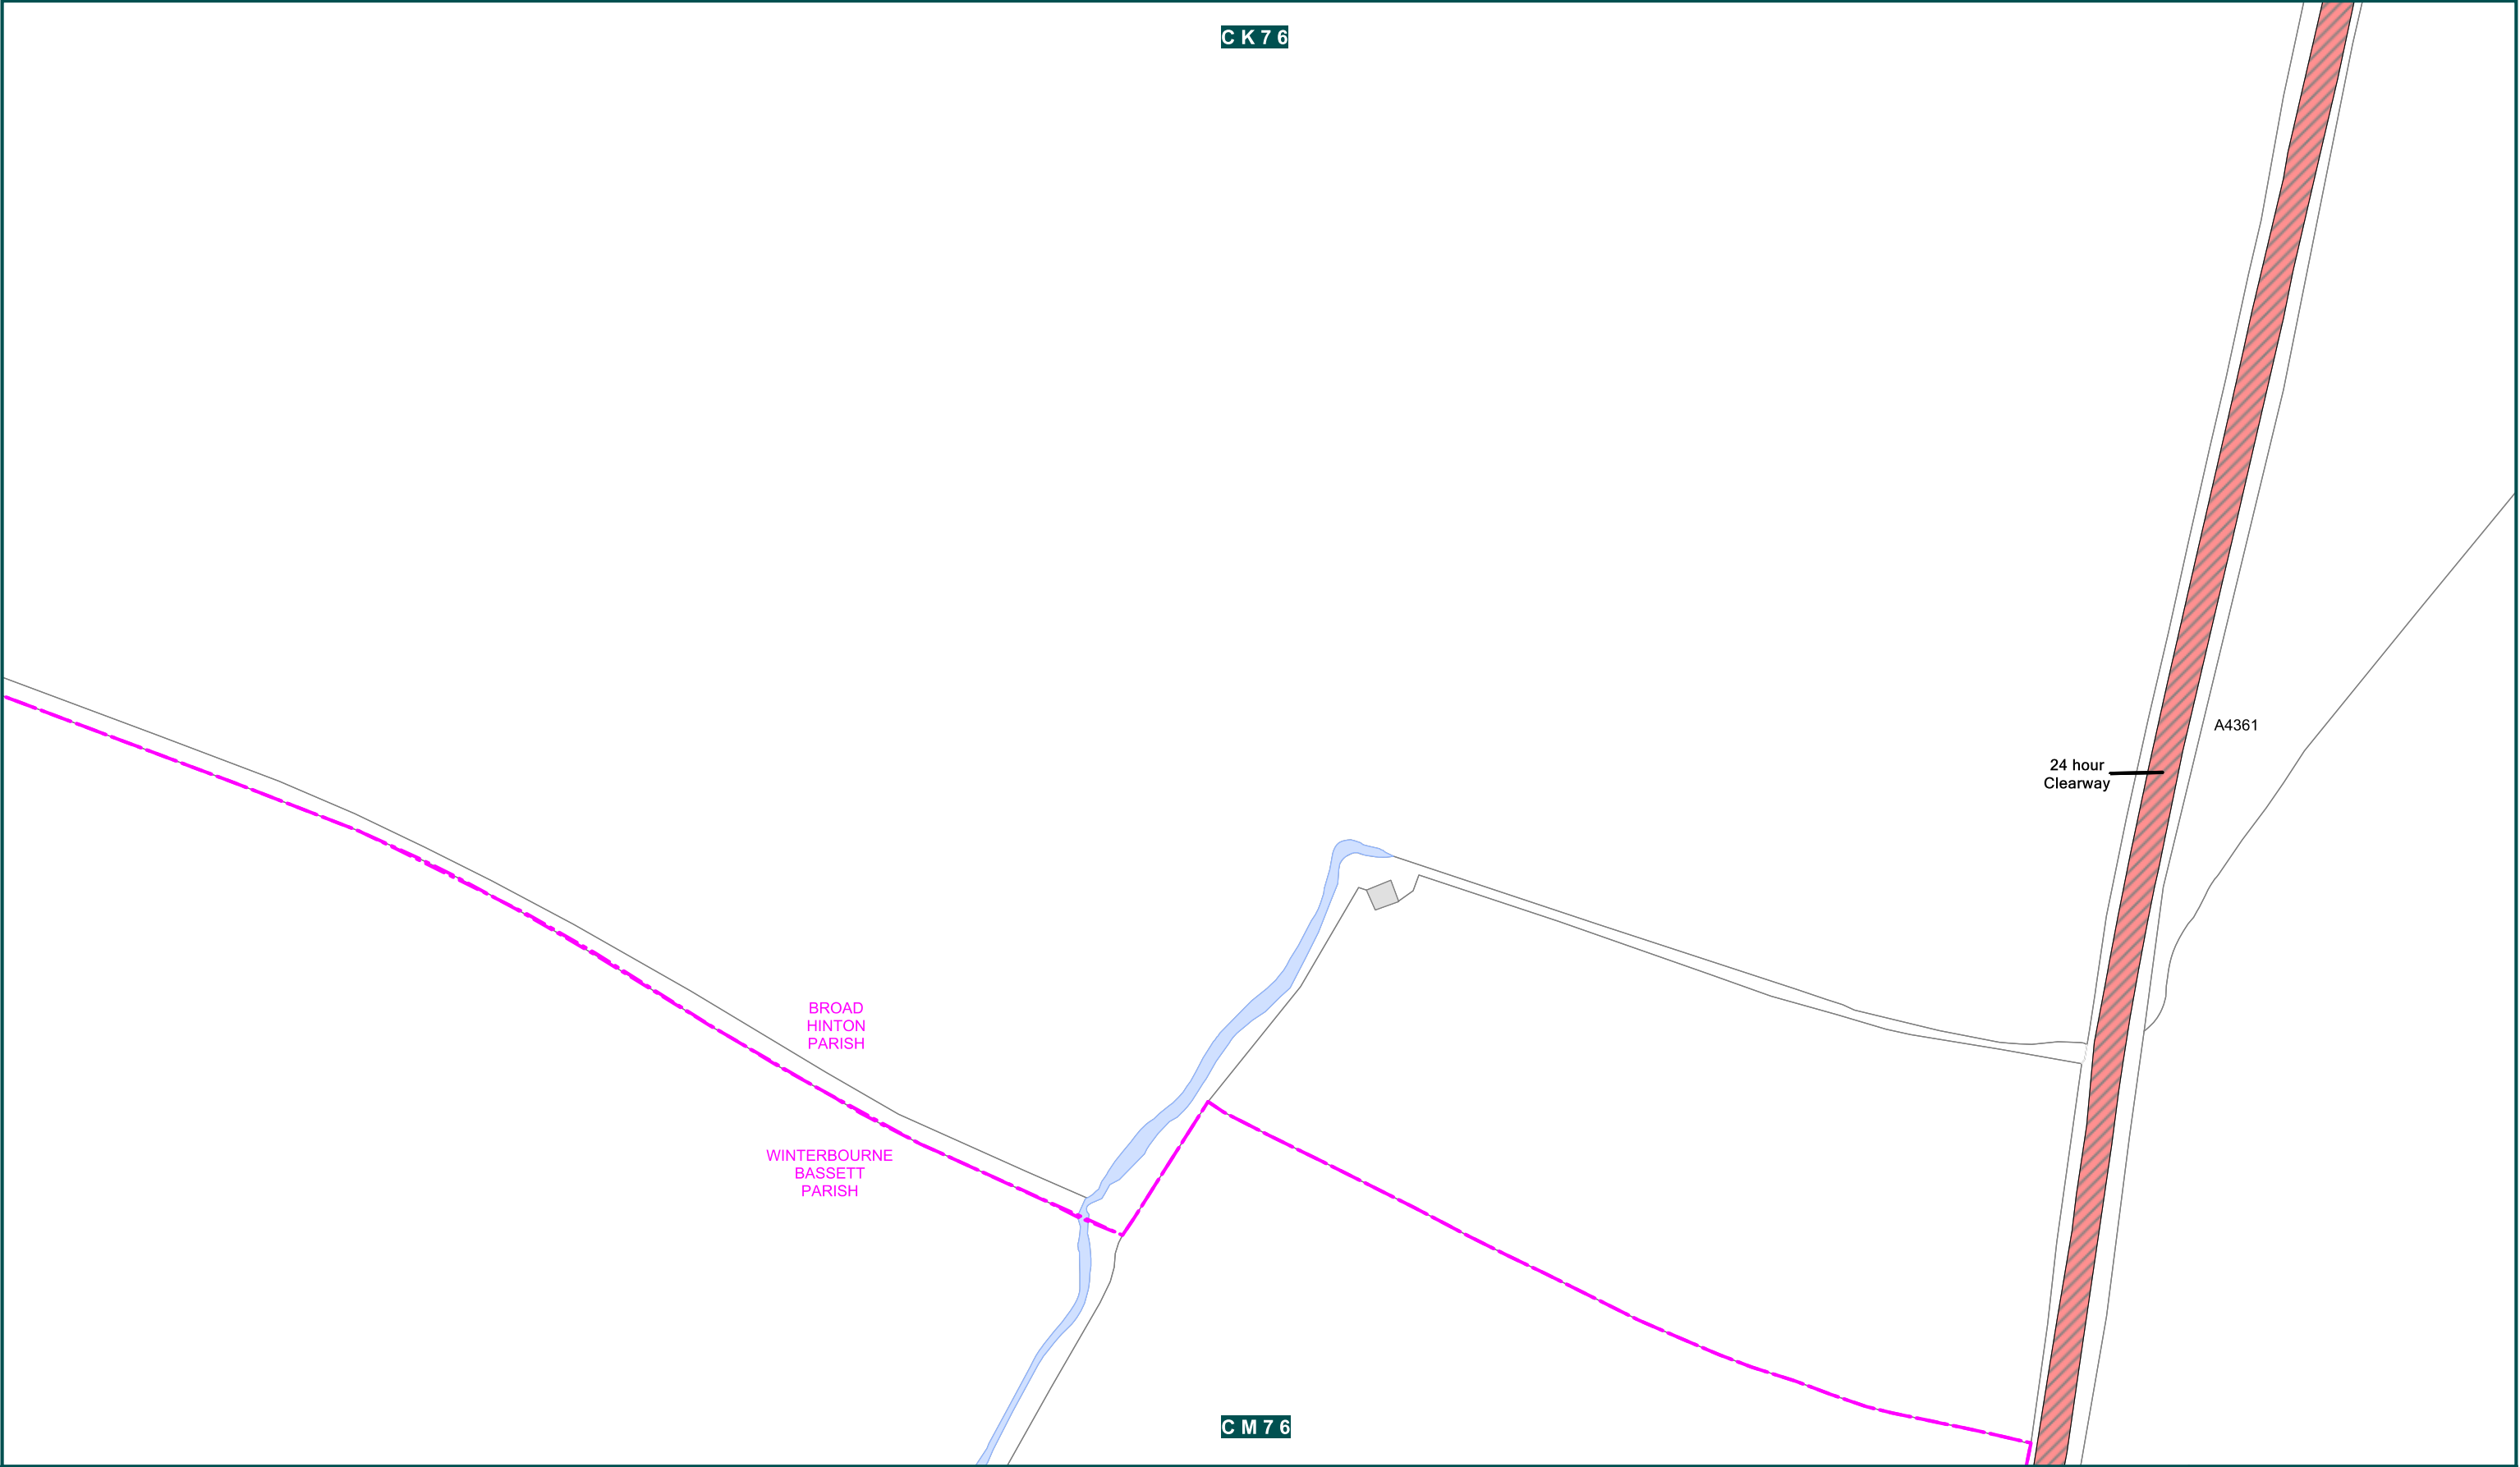 CK76
A4361
24 hour
Clearway
BROAD
HINTON
PARISH
WINTERBOURNE
BASSETT
PARISH
CM76